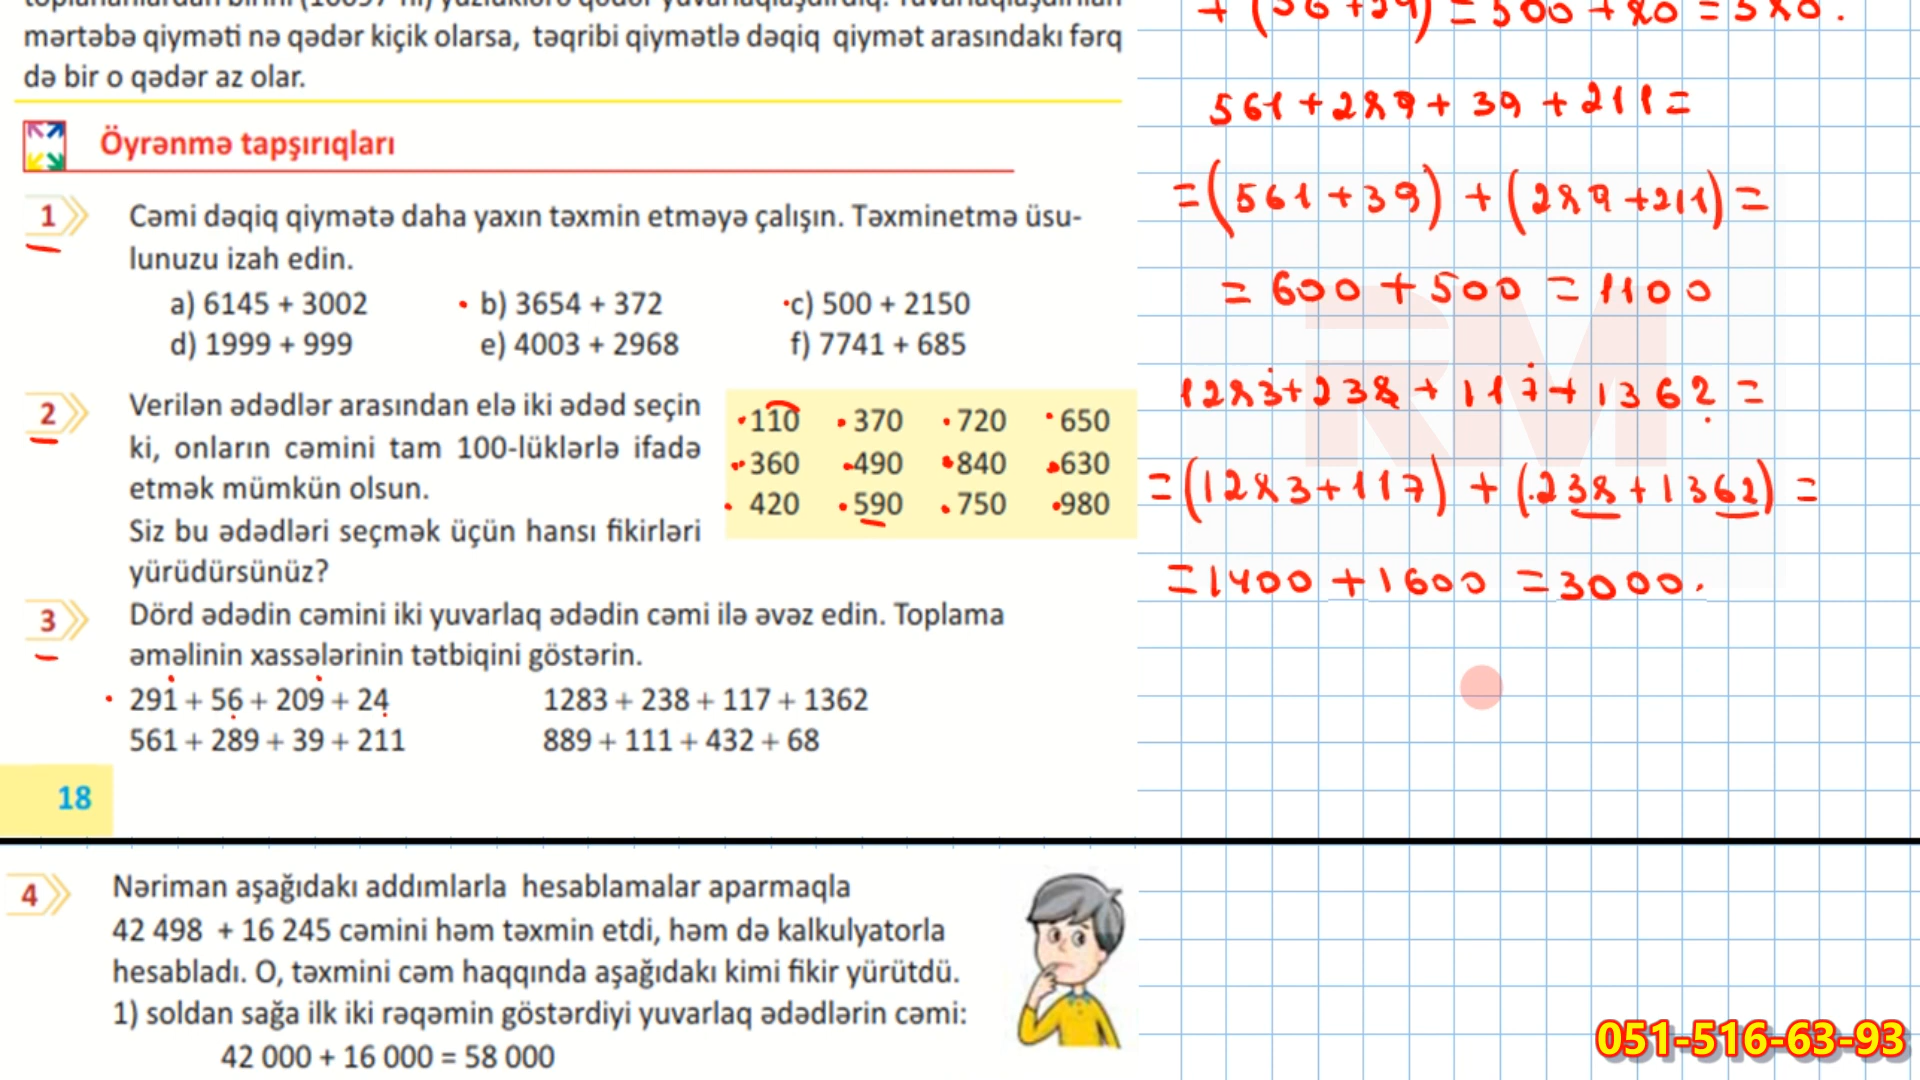 mərtəbə qiyməti nə qədər kiçik olarsa, təqribi qiymətlə dəqiq qiymət arasındakı fərq
də bir o qədər az olar.
Öyrənmə tapşırıqları
1 Cəmi dəqiq qiymətə daha yaxın təxmin etməyə çalışın. Təxminetmə üsu-
lunuzu izah edin.
a) 6145 + 3002 b) 3654 + 372 c) 500 + 2150
d) 1999 + 999 e) 4003 + 2968 f) 7741 + 685
2 Verilən ədədlər arasından elə iki ədəd seçin
ki, onların cəmini tam 100-lüklərlə ifadə
etmək mümkün olsun.
Siz bu ədədləri seçmək üçün hansı fikirləri
yürüdürsünüz?
110 370 720 650
360 490 840 630
420 590 750 980
3 Dörd ədədin cəmini iki yuvarlaq ədədin cəmi ilə əvəz edin. Toplama
əməlinin xassələrinin tətbiqini göstərin.
291 + 56 + 209 + 24 1283 + 238 + 117 + 1362
561 + 289 + 39 + 211 889 + 111 + 432 + 68
18
4 Nəriman aşağıdakı addımlarla hesablamalar aparmaqla
42 498 + 16 245 cəmini həm təxmin etdi, həm də kalkulyatorla
hesabladı. O, təxmini cəm haqqında aşağıdakı kimi fikir yürütdü.
1) soldan sağa ilk iki rəqəmin göstərdiyi yuvarlaq ədədlərin cəmi:
42 000 + 16 000 = 58 000
= 500 + 80 = 580.
561 + 289 + 39 + 211 =
= (561 + 39) + (289 + 211) =
= 600 + 500 = 1100
1283 + 238 + 117 + 1362 =
= (1283 + 117) + (238 + 1362) =
= 1400 + 1600 = 3000.
RM
051-516-63-93